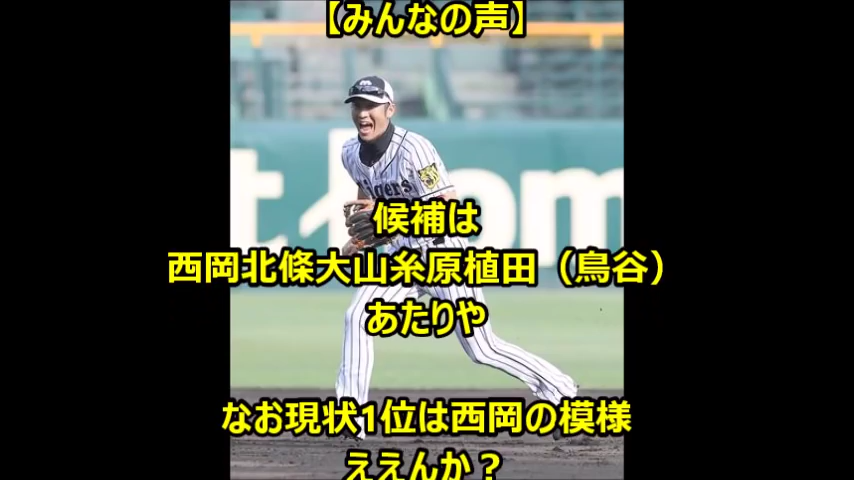 【みんなの声】
t om
Tigers
候補は
西岡北條大山糸原植田（鳥谷）
あたりや
なお現状1位は西岡の模様
ええんか？